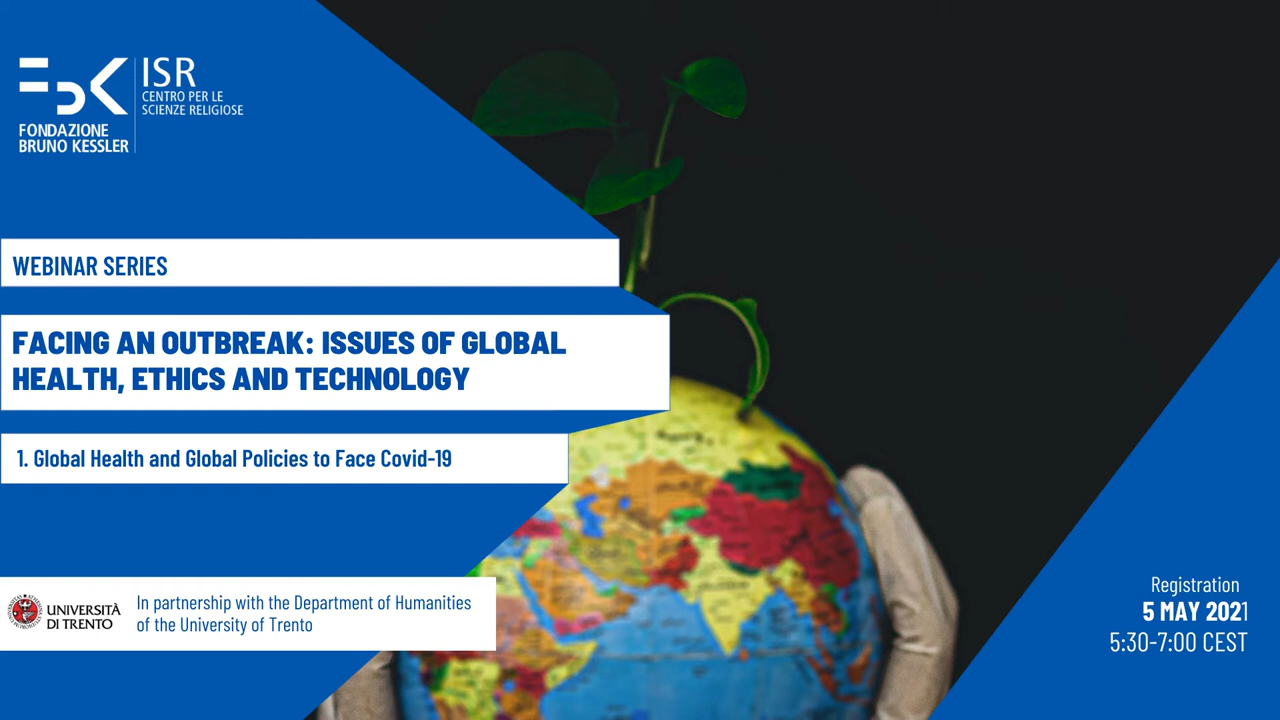 FBK
ISR
CENTRO PER LE
SCIENZE RELIGIOSE
FONDAZIONE
BRUNO KESSLER
WEBINAR SERIES
FACING AN OUTBREAK: ISSUES OF GLOBAL
HEALTH, ETHICS AND TECHNOLOGY
1. Global Health and Global Policies to Face Covid-19
UNIVERSITÀ
DI TRENTO
In partnership with the Department of Humanities
of the University of Trento
Registration
5 MAY 2021
5:30-7:00 CEST